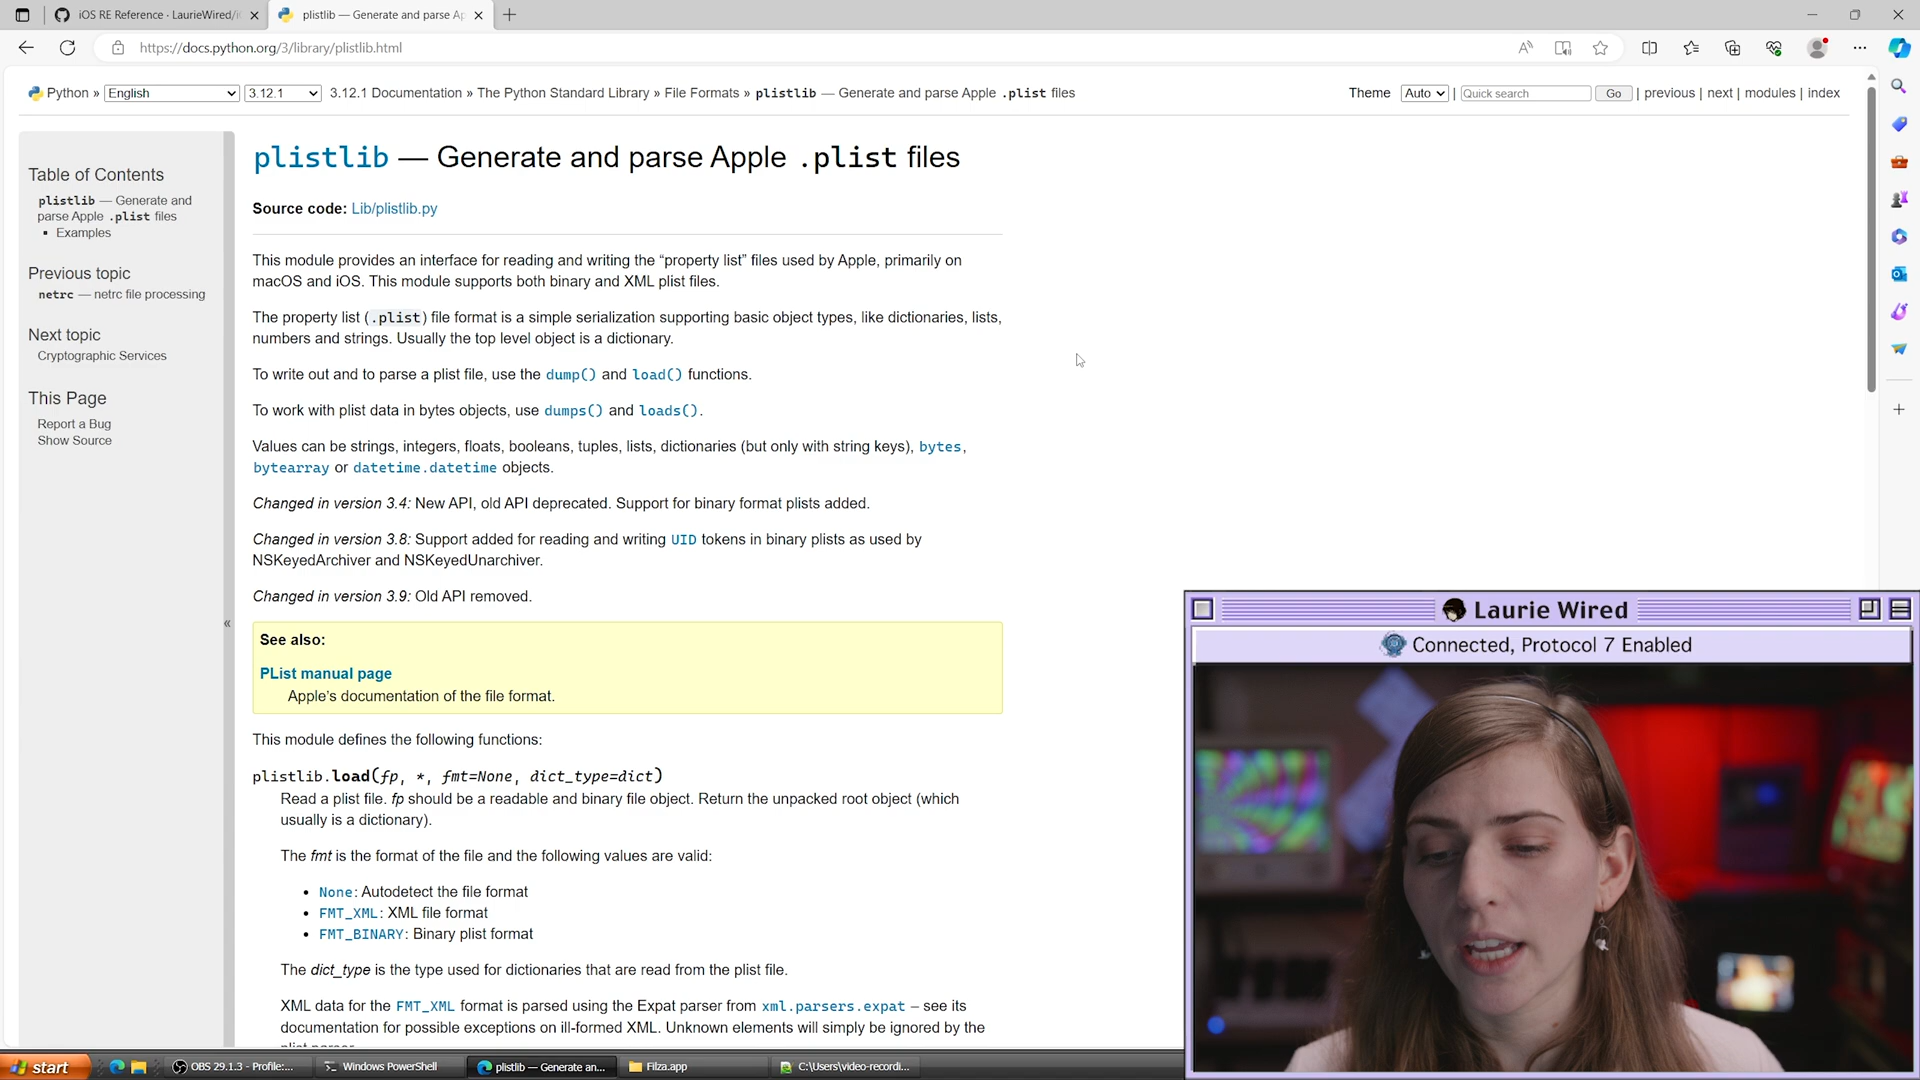 iOS RE Reference · LaurieWired/i
plistlib — Generate and parse Ap
https://docs.python.org/3/library/plistlib.html
Python » English 3.12.1 3.12.1 Documentation » The Python Standard Library » File Formats » plistlib — Generate and parse Apple .plist files
Theme Auto | Quick search Go | previous | next | modules | index
Table of Contents
plistlib — Generate and
parse Apple .plist files
Examples
Previous topic
netrc — netrc file processing
Next topic
Cryptographic Services
This Page
Report a Bug
Show Source
«
plistlib — Generate and parse Apple .plist files
Source code: Lib/plistlib.py
This module provides an interface for reading and writing the “property list” files used by Apple, primarily on
macOS and iOS. This module supports both binary and XML plist files.
The property list (.plist) file format is a simple serialization supporting basic object types, like dictionaries, lists,
numbers and strings. Usually the top level object is a dictionary.
To write out and to parse a plist file, use the dump() and load() functions.
To work with plist data in bytes objects, use dumps() and loads().
Values can be strings, integers, floats, booleans, tuples, lists, dictionaries (but only with string keys), bytes,
bytearray or datetime.datetime objects.
Changed in version 3.4: New API, old API deprecated. Support for binary format plists added.
Changed in version 3.8: Support added for reading and writing UID tokens in binary plists as used by
NSKeyedArchiver and NSKeyedUnarchiver.
Changed in version 3.9: Old API removed.
See also:
PList manual page
Apple's documentation of the file format.
This module defines the following functions:
plistlib.load(fp, *, fmt=None, dict_type=dict)
Read a plist file. fp should be a readable and binary file object. Return the unpacked root object (which
usually is a dictionary).
The fmt is the format of the file and the following values are valid:
None: Autodetect the file format
FMT_XML: XML file format
FMT_BINARY: Binary plist format
The dict_type is the type used for dictionaries that are read from the plist file.
XML data for the FMT_XML format is parsed using the Expat parser from xml.parsers.expat – see its
documentation for possible exceptions on ill-formed XML. Unknown elements will simply be ignored by the
plist parser.
Laurie Wired
Connected, Protocol 7 Enabled
start
OBS 29.1.3 - Profile:...
Windows PowerShell
plistlib — Generate an...
Filza.app
C:\Users\video-recordi...